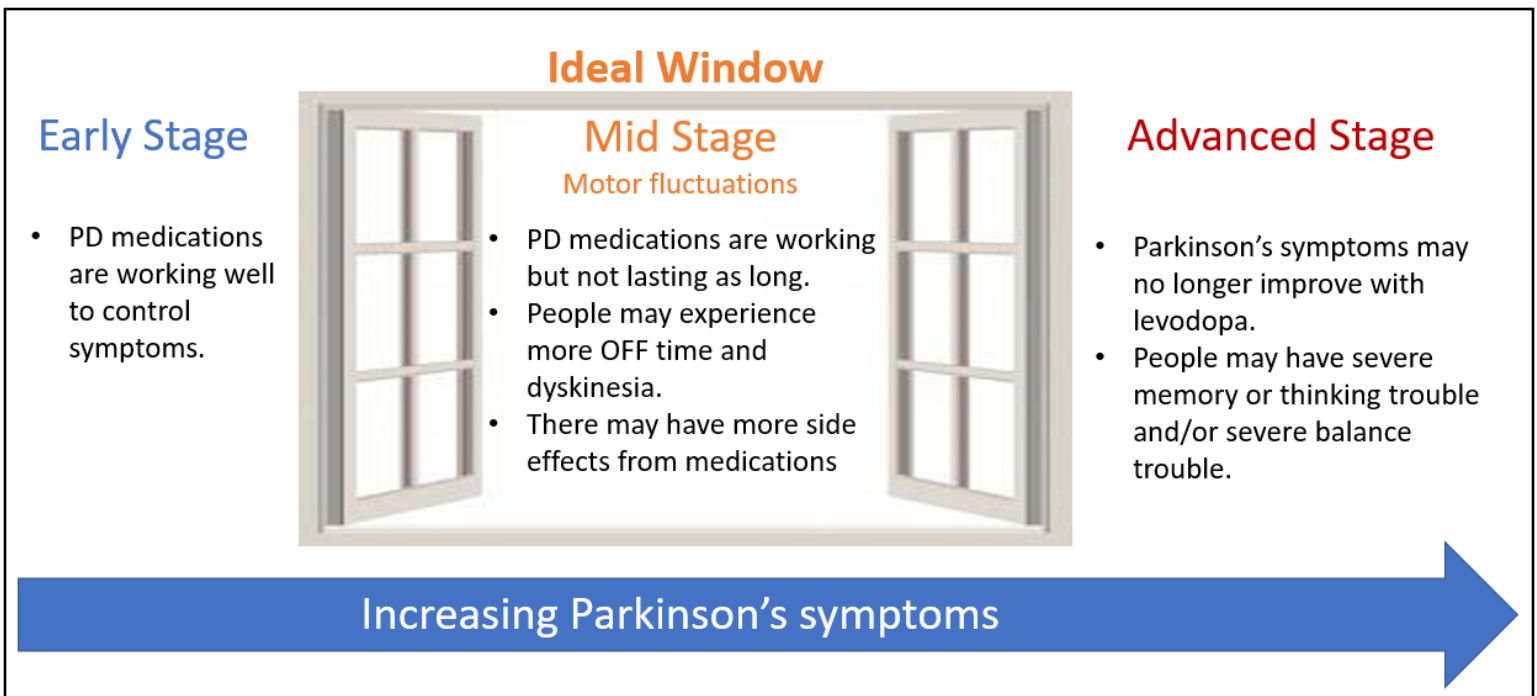 Ideal Window
Early Stage
• PD medications
are working well
to control
symptoms.
Mid Stage
Motor fluctuations
• PD medications are working
but not lasting as long.
• People may experience
more OFF time and
dyskinesia.
• There may have more side
effects from medications
Advanced Stage
• Parkinson’s symptoms may
no longer improve with
levodopa.
• People may have severe
memory or thinking trouble
and/or severe balance
trouble.
Increasing Parkinson’s symptoms